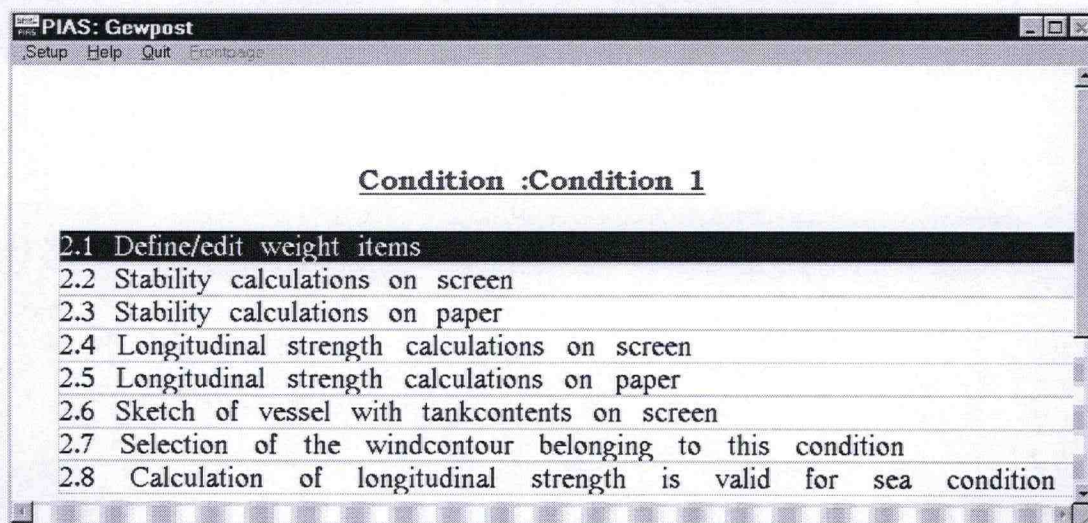 PIAS: Gewpost
Setup Help Quit Frontpage
Condition :Condition 1
2.1 Define/edit weight items
2.2 Stability calculations on screen
2.3 Stability calculations on paper
2.4 Longitudinal strength calculations on screen
2.5 Longitudinal strength calculations on paper
2.6 Sketch of vessel with tankcontents on screen
2.7 Selection of the windcontour belonging to this condition
2.8 Calculation of longitudinal strength is valid for sea condition